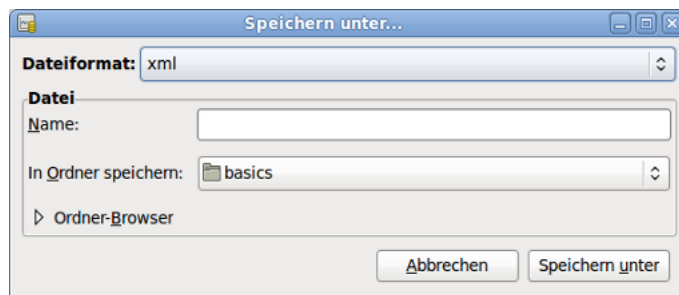 Speichern unter...
Dateiformat: xml
Datei
Name:
In Ordner speichern: basics
Ordner-Browser
Abbrechen Speichern unter